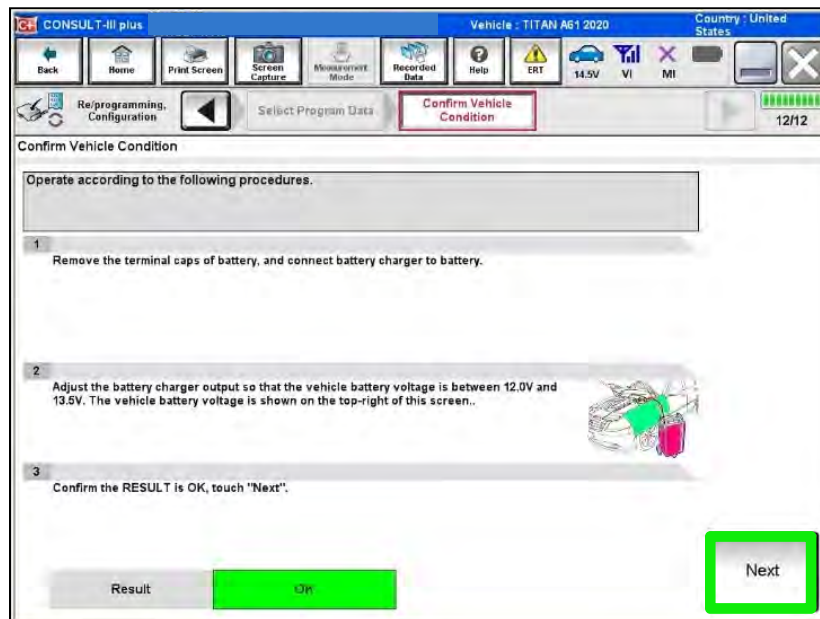 C+ CONSULT-III plus
Vehicle : TITAN A61 2020
Country : United States
Back
Home
Print Screen
Screen Capture
Measurement Mode
Recorded Data
Help
ERT
14.5V
VI
MI
Re/programming, Configuration
Select Program Data
Confirm Vehicle Condition
12/12
Confirm Vehicle Condition
Operate according to the following procedures.
1
Remove the terminal caps of battery, and connect battery charger to battery.
2
Adjust the battery charger output so that the vehicle battery voltage is between 12.0V and
13.5V. The vehicle battery voltage is shown on the top-right of this screen..
3
Confirm the RESULT is OK, touch "Next".
Next
Result
OK